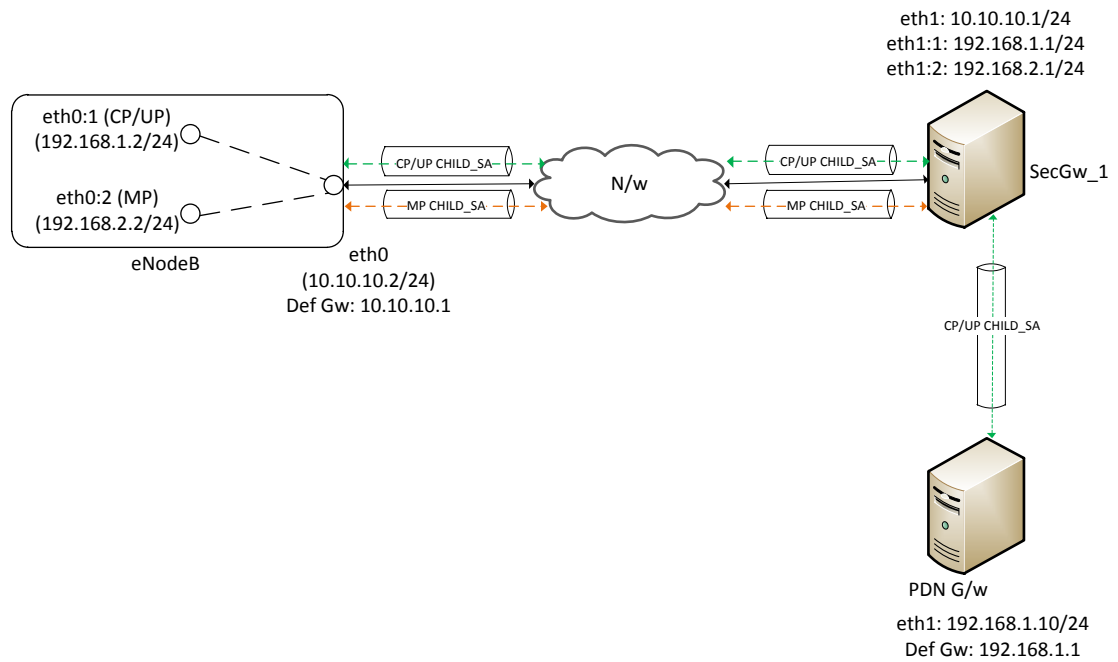 eth1: 10.10.10.1/24
eth1:1: 192.168.1.1/24
eth1:2: 192.168.2.1/24
eth0:1 (CP/UP)
(192.168.1.2/24)
eth0:2 (MP)
(192.168.2.2/24)
eNodeB
eth0
(10.10.10.2/24)
Def Gw: 10.10.10.1
CP/UP CHILD_SA
MP CHILD_SA
N/w
CP/UP CHILD_SA
MP CHILD_SA
SecGw_1
CP/UP CHILD_SA
PDN G/w
eth1: 192.168.1.10/24
Def Gw: 192.168.1.1